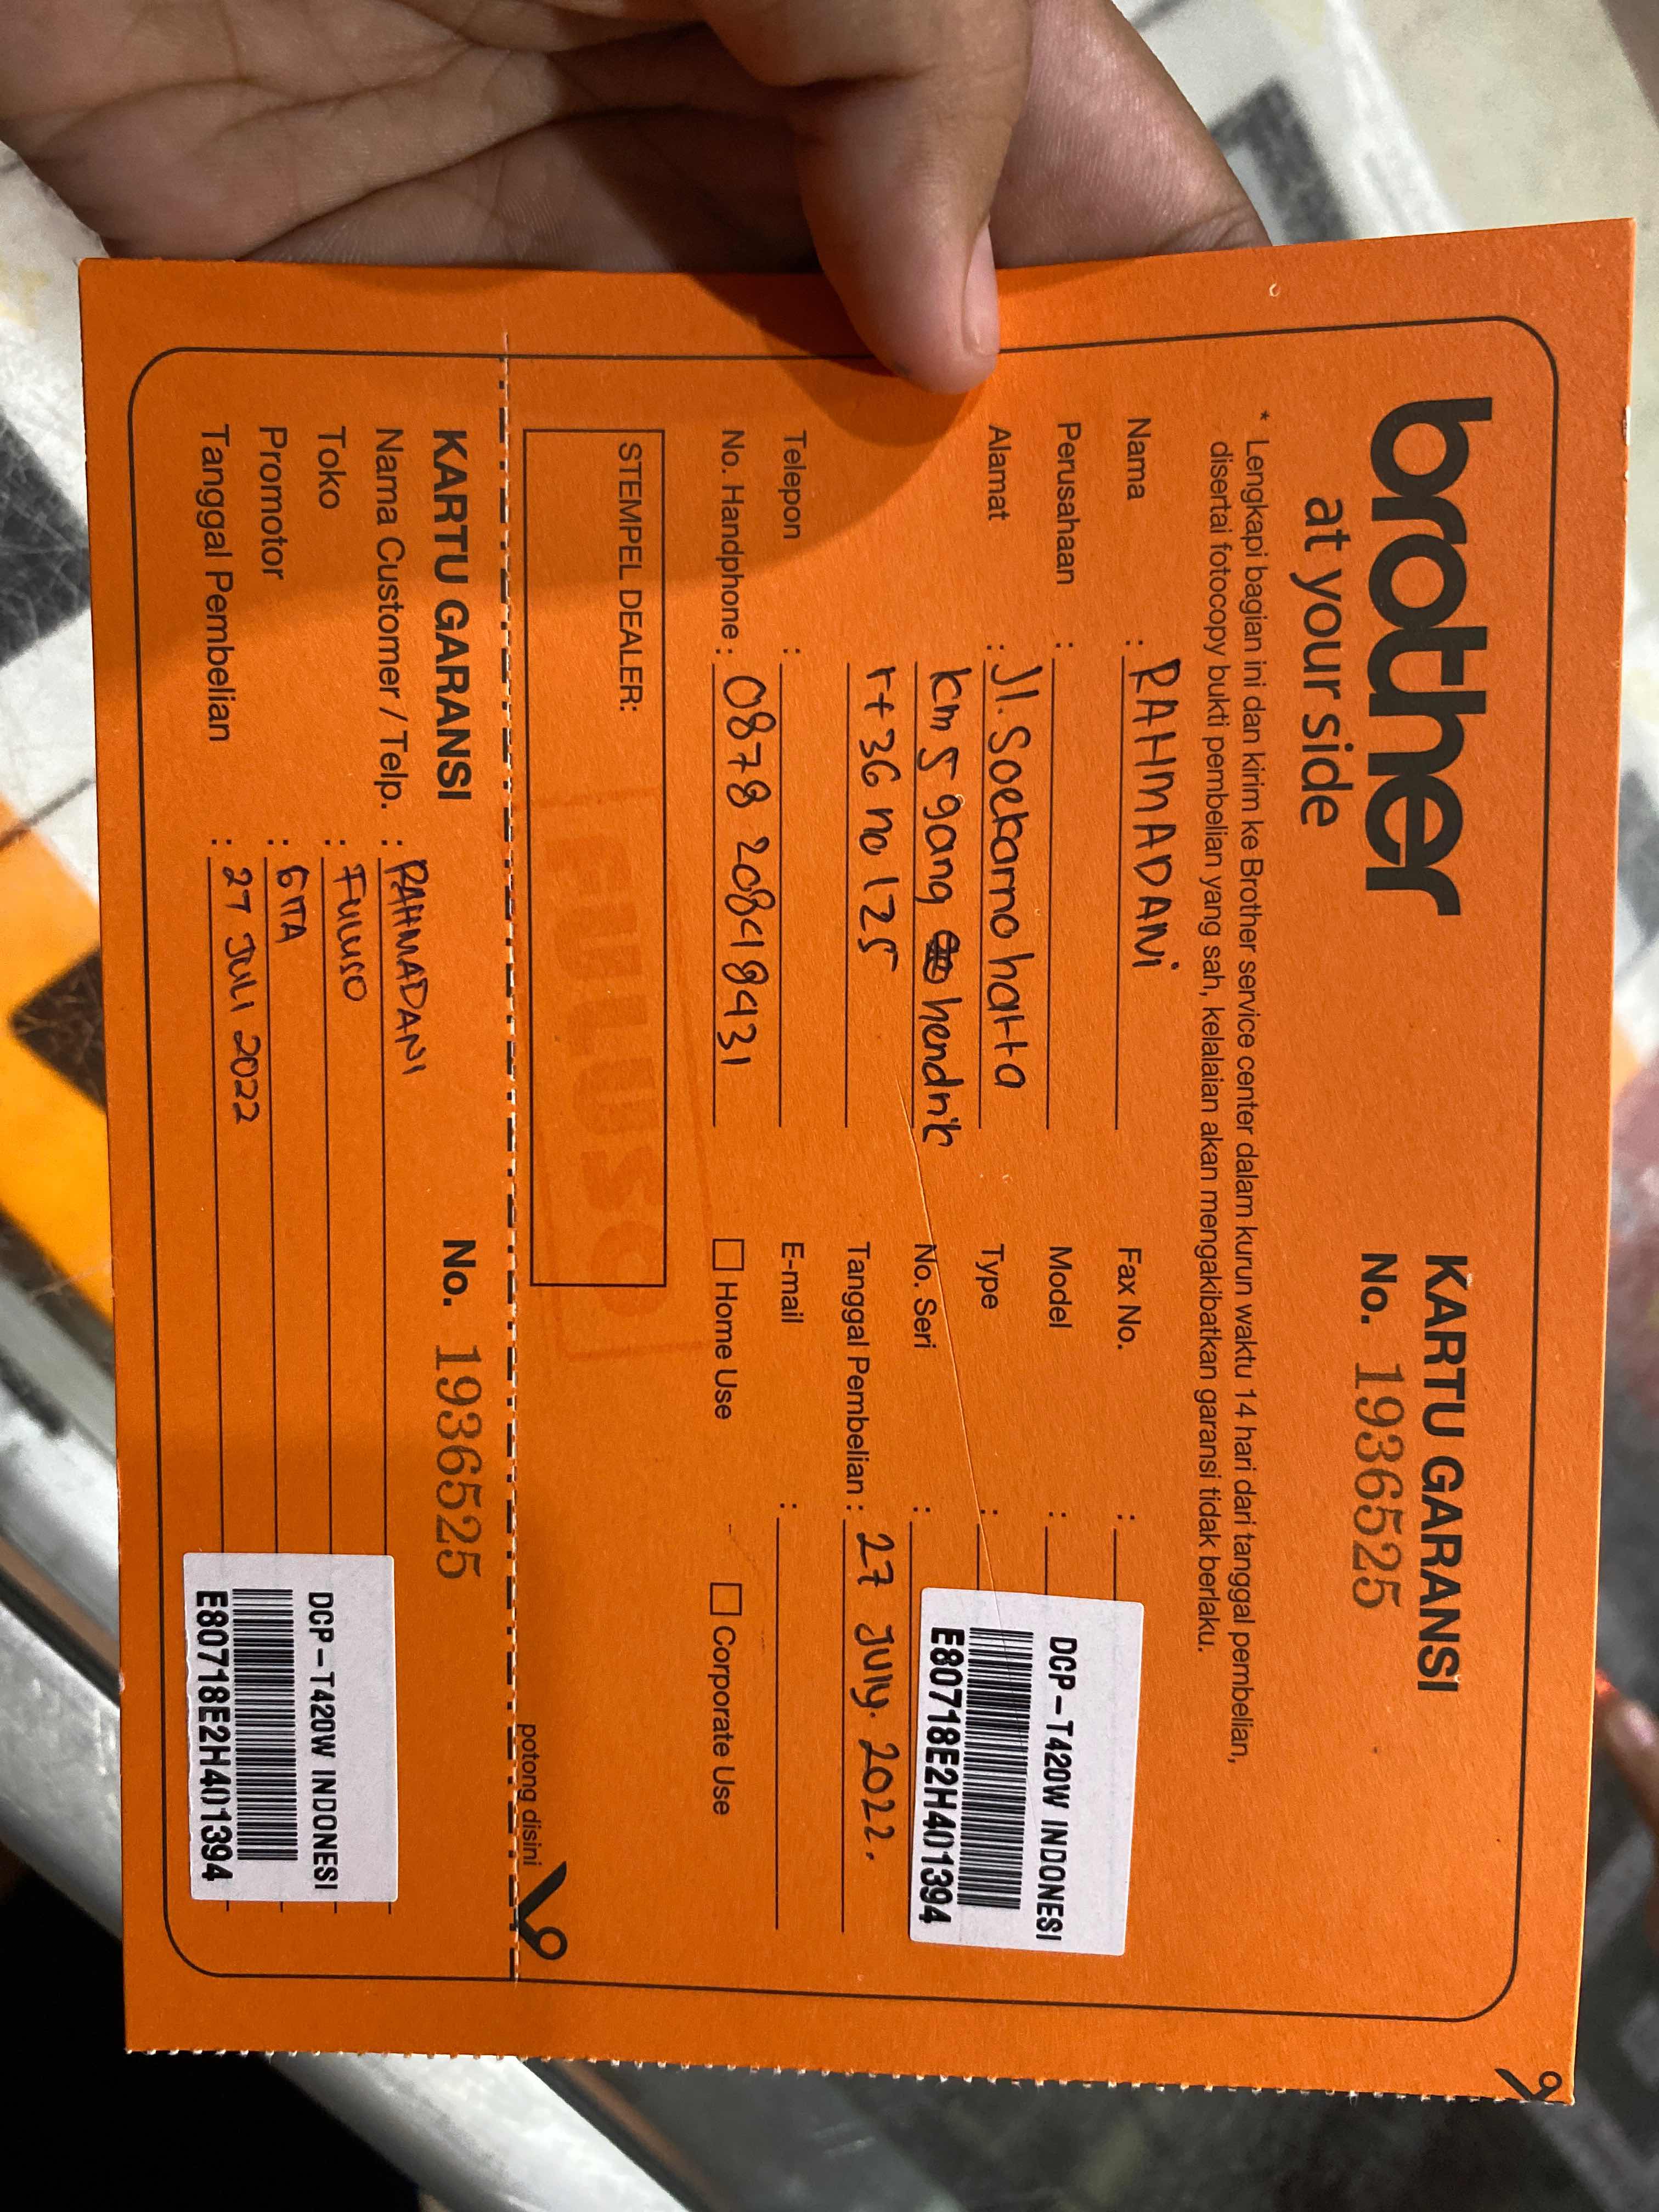 brother
at your side
KARTU GARANSI
No. 1936525
* Lengkapi bagian ini dan kirim ke Brother service center dalam kurun waktu 14 hari dari tanggal pembelian,
disertai fotocopy bukti pembelian yang sah, kelalaian akan mengakibatkan garansi tidak berlaku.
Nama : RAHMADANi
Perusahaan :
Alamat : Jl. Soekarno hatta
km 5 gang hendrik
rt 36 no 125
Telepon :
No. Handphone : 0878 20841 9431
Fax No. :
Model :
Type :
No. Seri :
DCP-T420W INDONESI
E80718E2H401394
Tanggal Pembelian : 27 July. 2022.
E-mail :
Home Use
Corporate Use
STEMPEL DEALER:
FULUSO
potong disini
KARTU GARANSI
No. 1936525
Nama Customer / Telp. : RAHMADANI
Toko : FuLuso
Promotor : GITA
Tanggal Pembelian : 27 JULI 2022
DCP-T420W INDONESI
E80718E2H401394